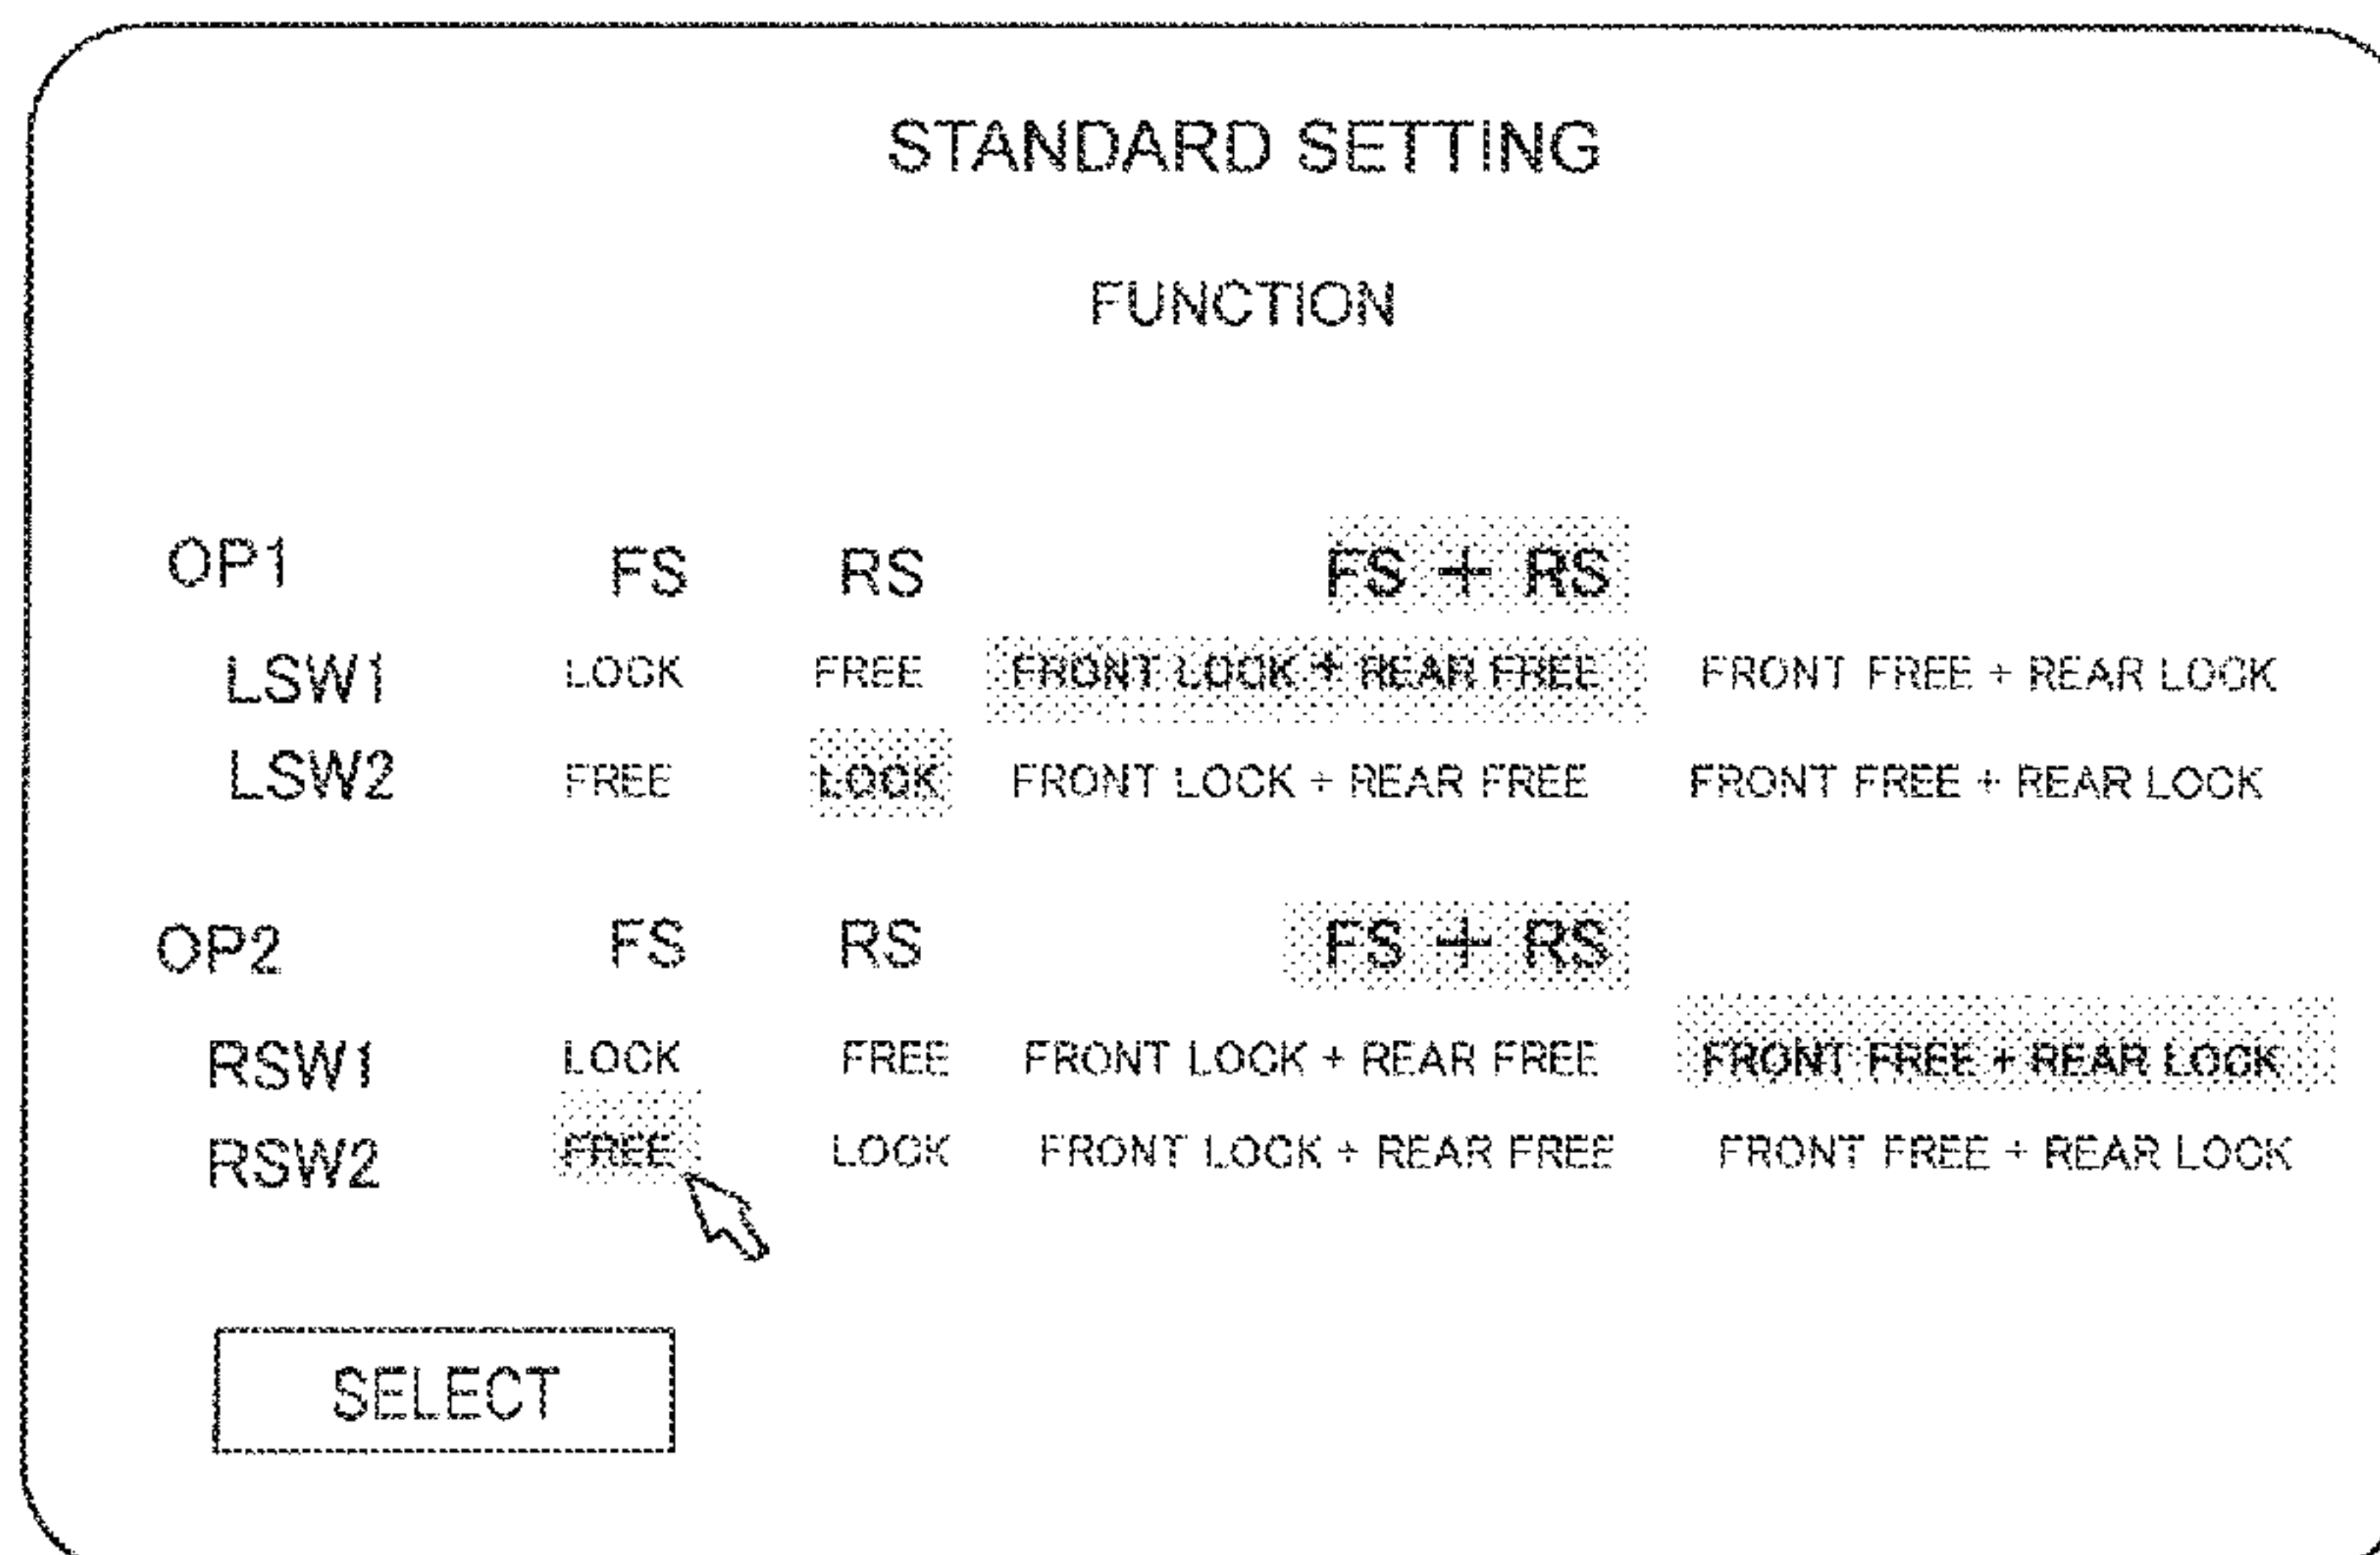 STANDARD SETTING
FUNCTION
OP1 FS RS FS + RS
LSW1 LOCK FREE FRONT LOCK + REAR FREE FRONT FREE + REAR LOCK
LSW2 FREE LOCK FRONT LOCK + REAR FREE FRONT FREE + REAR LOCK
OP2 FS RS FS + RS
RSW1 LOCK FREE FRONT LOCK + REAR FREE FRONT FREE + REAR LOCK
RSW2 FREE LOCK FRONT LOCK + REAR FREE FRONT FREE + REAR LOCK
SELECT